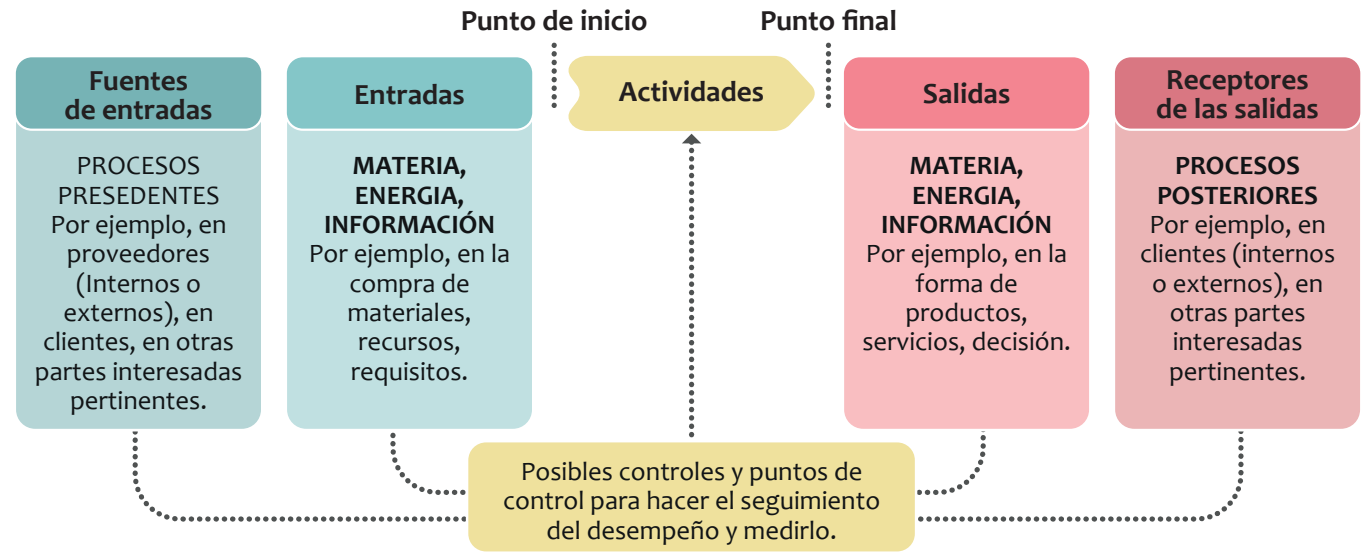 Punto de inicio
Punto final
Fuentes
de entradas
PROCESOS
PRESEDENTES
Por ejemplo, en
proveedores
(Internos o
externos), en
clientes, en otras
partes interesadas
pertinentes.
Entradas
MATERIA,
ENERGIA,
INFORMACIÓN
Por ejemplo, en la
compra de
materiales,
recursos,
requisitos.
Actividades
Salidas
MATERIA,
ENERGIA,
INFORMACIÓN
Por ejemplo, en la
forma de
productos,
servicios, decisión.
Receptores
de las salidas
PROCESOS
POSTERIORES
Por ejemplo, en
clientes (internos
o externos), en
otras partes
interesadas
pertinentes.
Posibles controles y puntos de
control para hacer el seguimiento
del desempeño y medirlo.